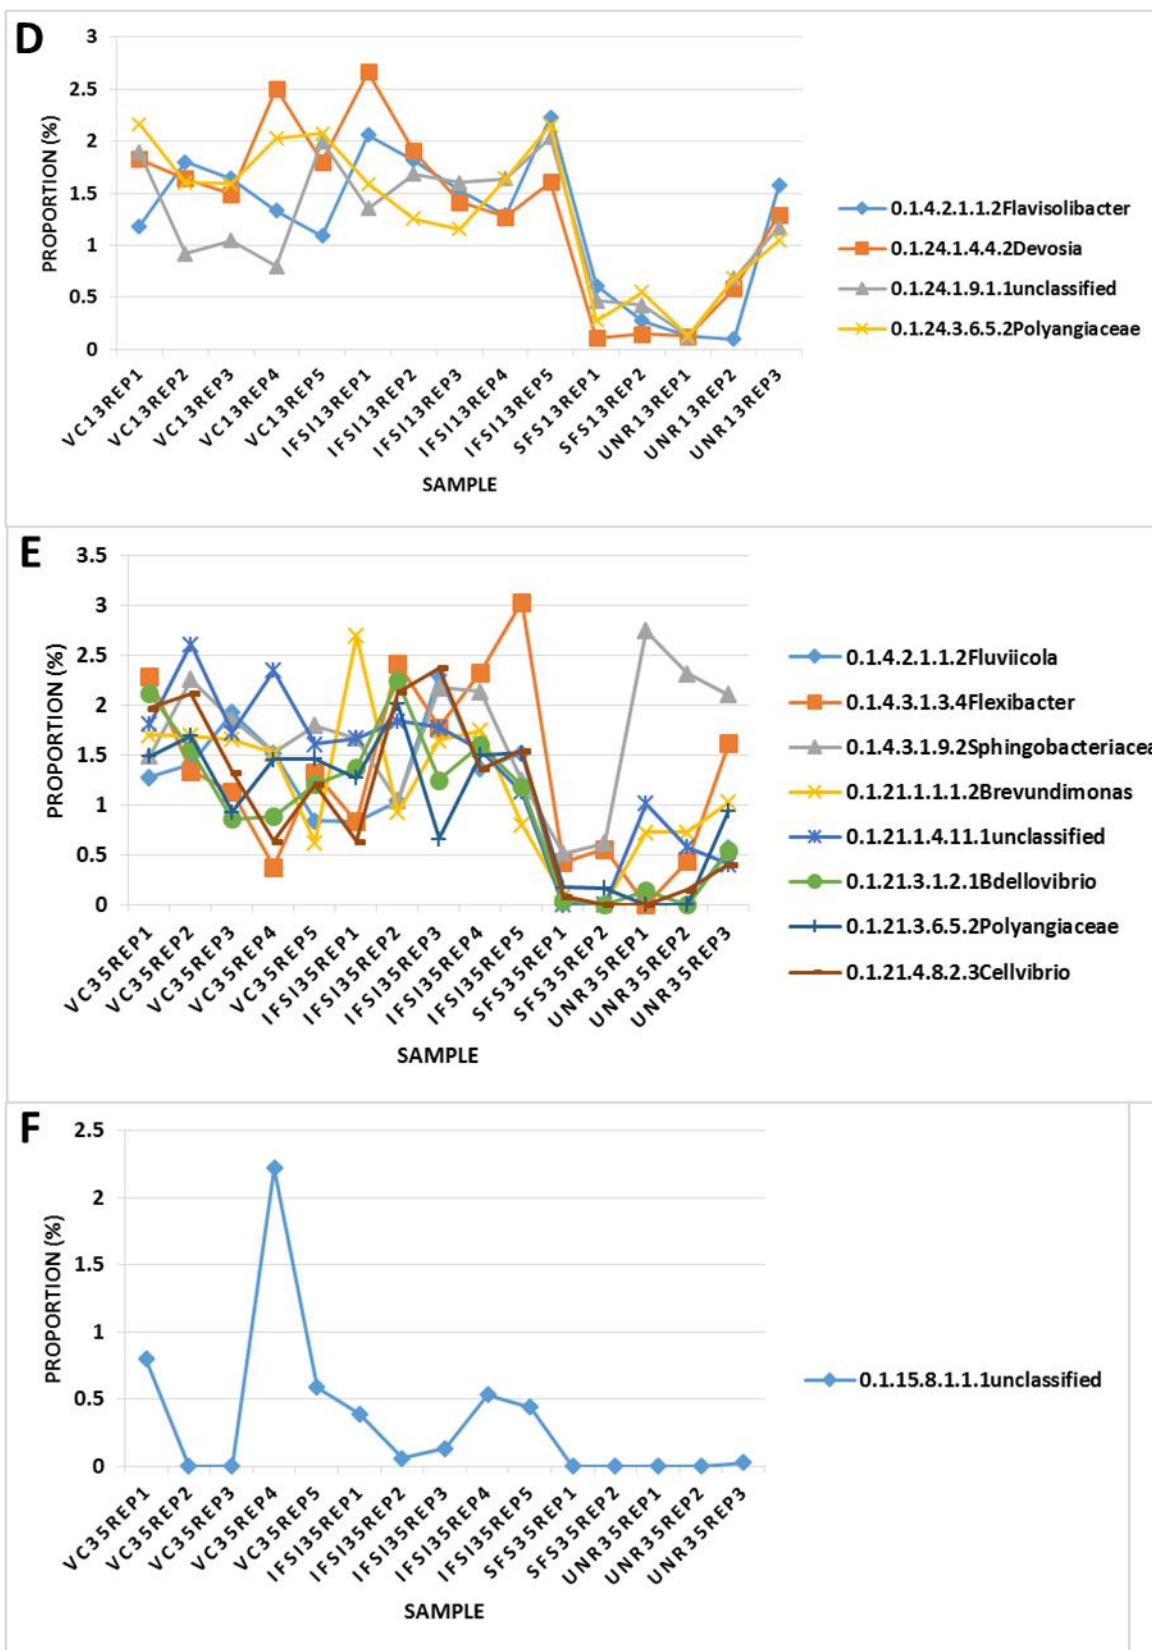 D
3
2.5
2
1.5
1
0.5
0
PROPORTION (%)
VC13REP1
VC13REP2
VC13REP3
VC13REP4
VC13REP5
IFSI13REP1
IFSI13REP2
IFSI13REP3
IFSI13REP4
IFSI13REP5
SFS13REP1
SFS13REP2
UNR13REP1
UNR13REP2
UNR13REP3
SAMPLE
0.1.4.2.1.1.2Flavisolibacter
0.1.24.1.4.4.2Devosia
0.1.24.1.9.1.1unclassified
0.1.24.3.6.5.2Polyangiaceae
E
3.5
3
2.5
2
1.5
1
0.5
0
PROPORTION (%)
VC35REP1
VC35REP2
VC35REP3
VC35REP4
VC35REP5
IFSI35REP1
IFSI35REP2
IFSI35REP3
IFSI35REP4
IFSI35REP5
SFS35REP1
SFS35REP2
UNR35REP1
UNR35REP2
UNR35REP3
SAMPLE
0.1.4.2.1.1.2Fluviicola
0.1.4.3.1.3.4Flexibacter
0.1.4.3.1.9.2Sphingobacteriacea
0.1.21.1.1.1.2Brevundimonas
0.1.21.1.4.11.1unclassified
0.1.21.3.1.2.1Bdellovibrio
0.1.21.3.6.5.2Polyangiaceae
0.1.21.4.8.2.3Cellvibrio
F
2.5
2
1.5
1
0.5
0
PROPORTION (%)
VC35REP1
VC35REP2
VC35REP3
VC35REP4
VC35REP5
IFSI35REP1
IFSI35REP2
IFSI35REP3
IFSI35REP4
IFSI35REP5
SFS35REP1
SFS35REP2
UNR35REP1
UNR35REP2
UNR35REP3
SAMPLE
0.1.15.8.1.1.1unclassified